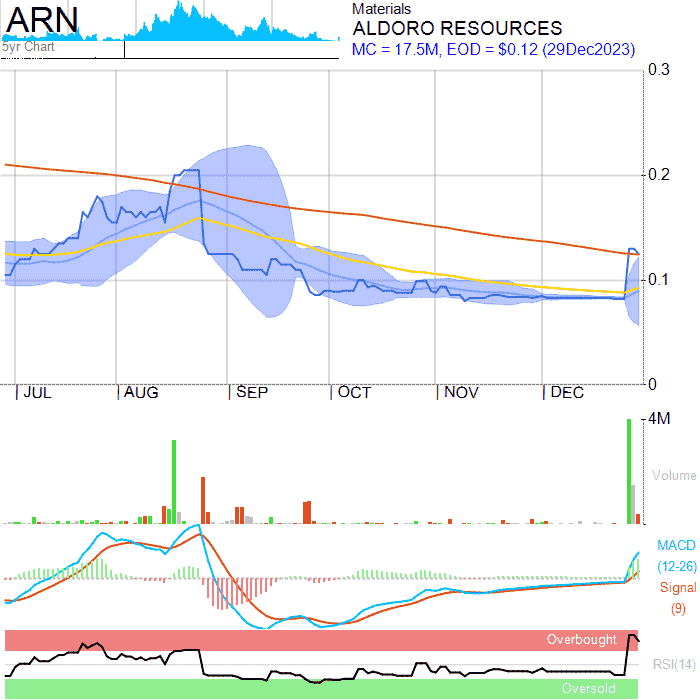 ARN
5yr Chart
Materials
ALDORO RESOURCES
MC = 17.5M, EOD = $0.12 (29Dec2023)
0.3
0.2
0.1
0
JUL AUG SEP OCT NOV DEC
4M
Volume
MACD
(12-26)
Signal
(9)
Overbought
RSI(14)
Oversold